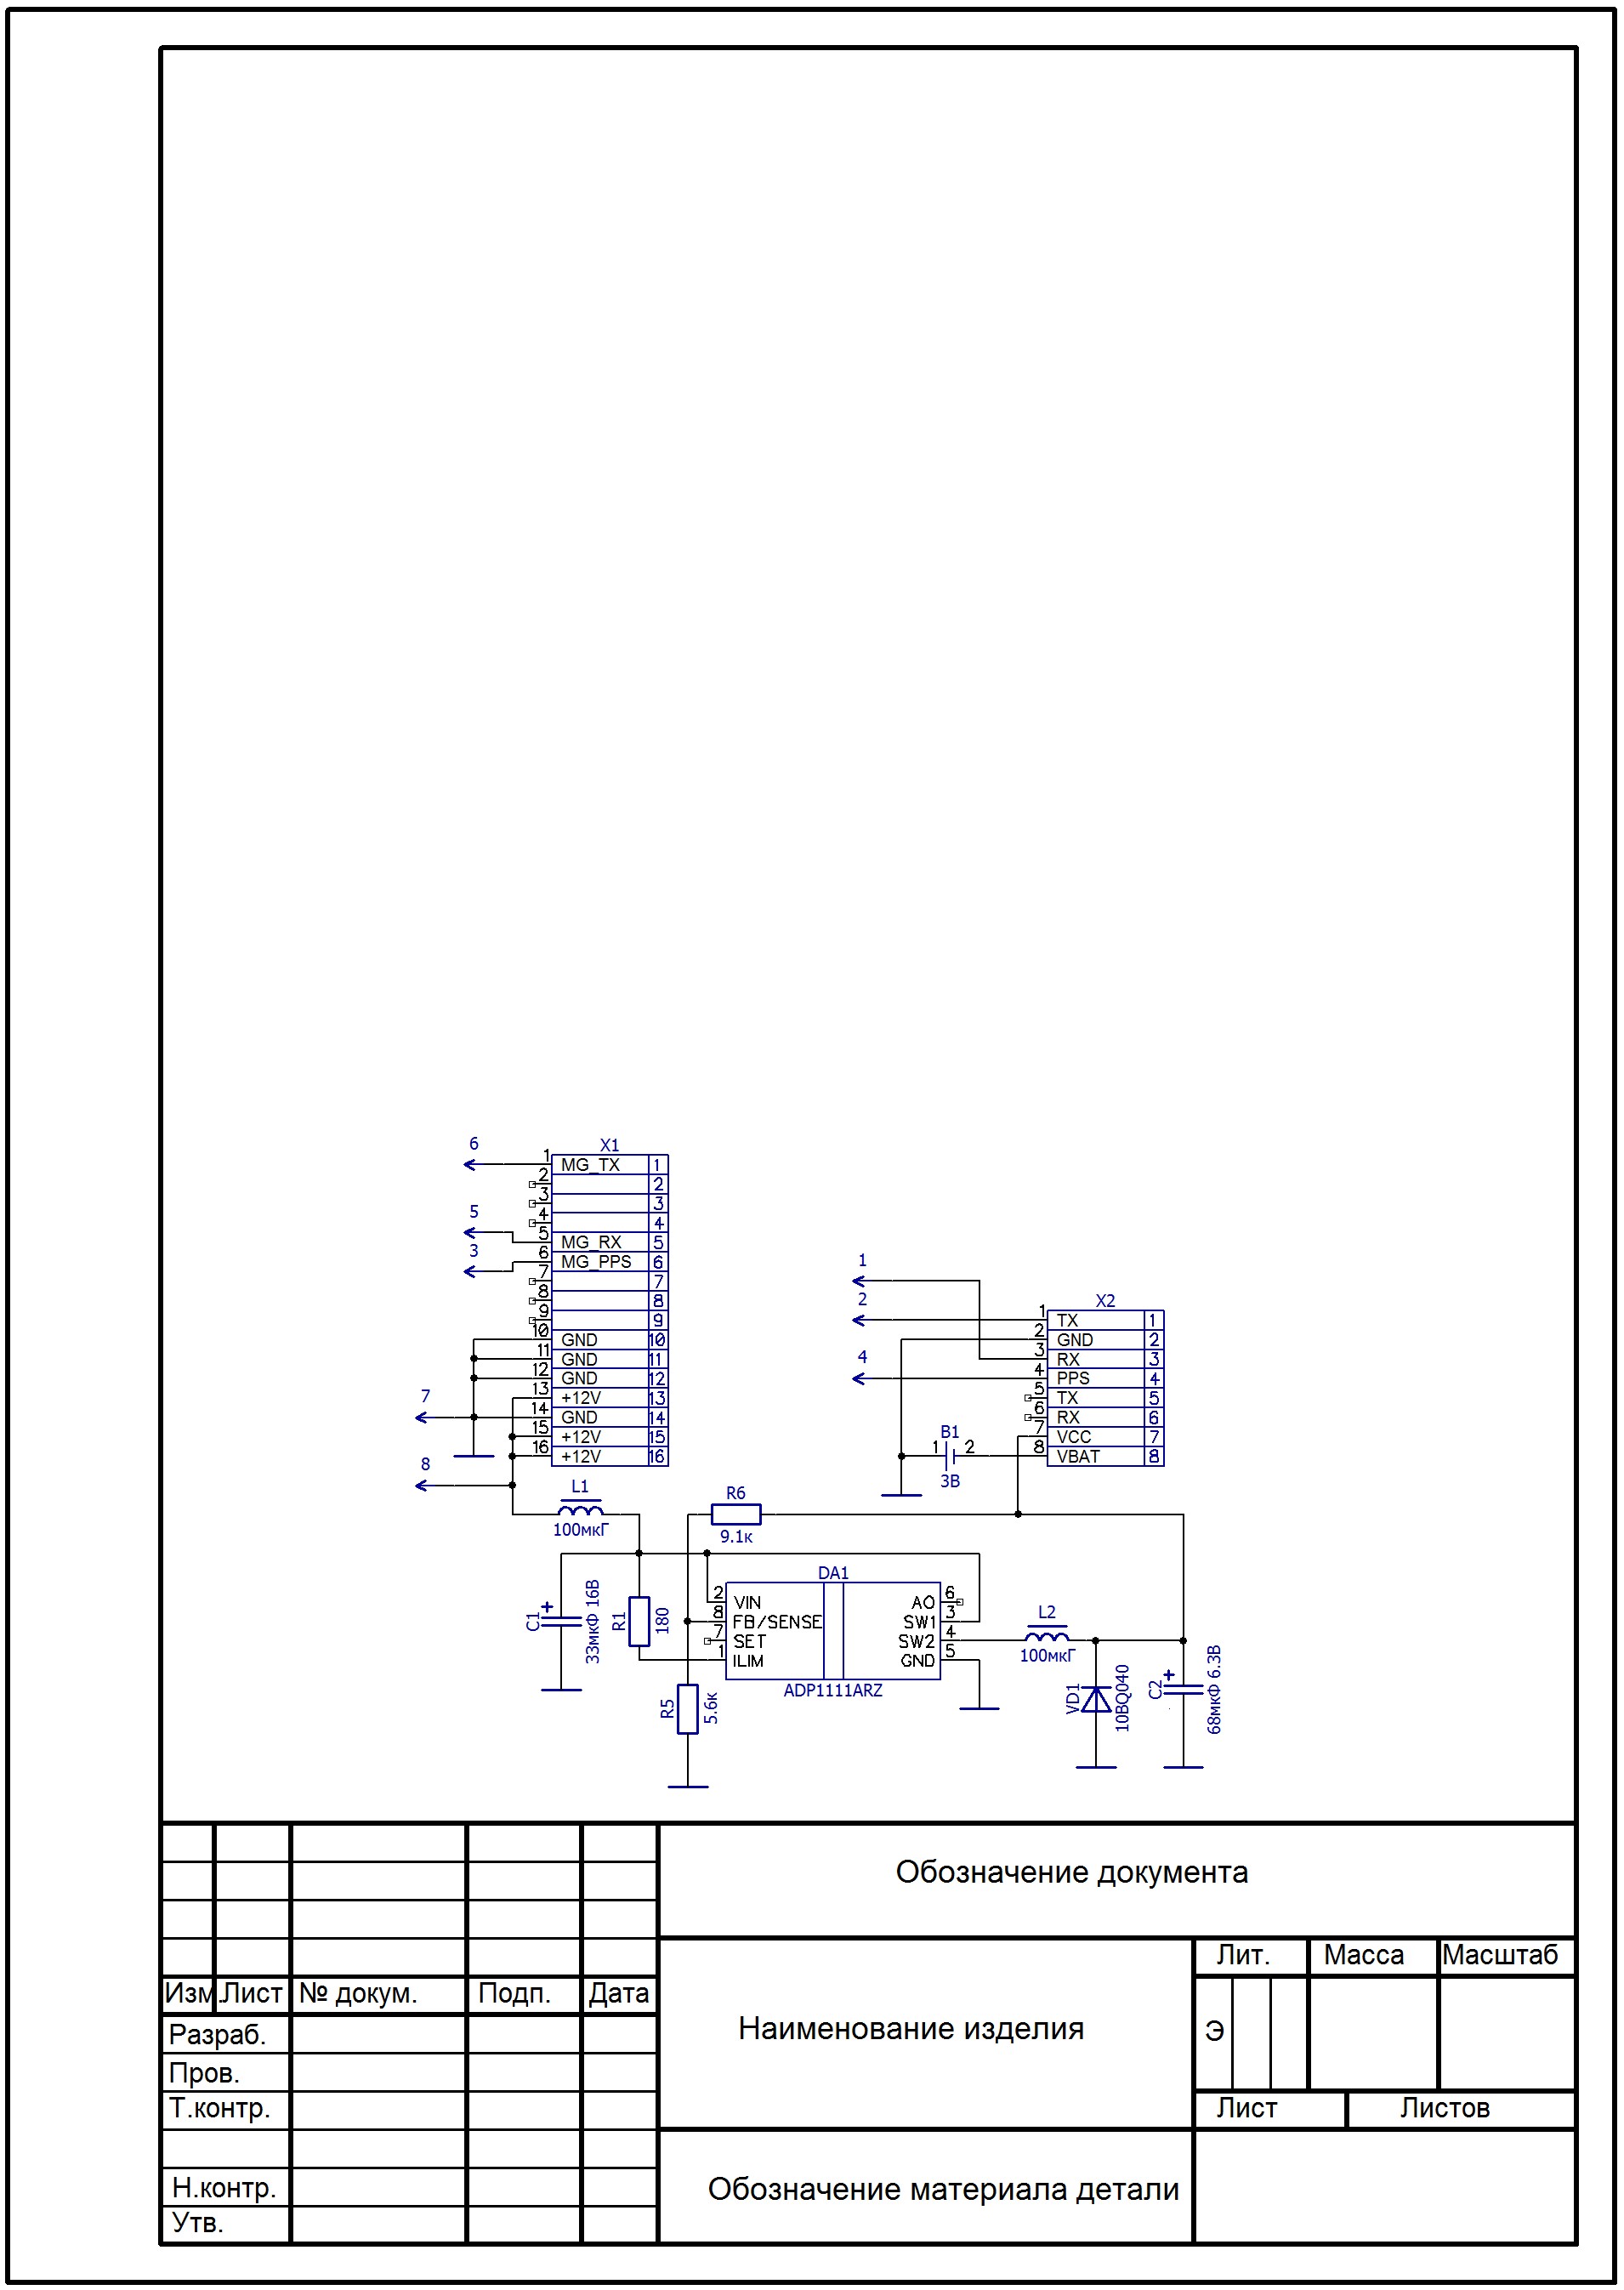 6
X1
1 MG_TX 1
2 2
3 3
4 4
5
5 MG_RX 5
3
6 MG_PPS 6
7 7
8 8
9 9
10 GND 10
11 GND 11
12 GND 12
13 +12V 13
7
14 GND 14
15 +12V 15
16 +12V 16
8
1
2
X2
1 TX 1
2 GND 2
3 RX 3
4
4 PPS 4
5 TX 5
6 RX 6
7 VCC 7
8 VBAT 8
B1
1 2
3В
L1
100мкГ
R6
9.1к
C1
+
33мкФ 16В
R1
180
DA1
2 VIN AO 6
8 FB/SENSE SW1 3
7 SET SW2 4
1 ILIM GND 5
ADP1111ARZ
R5
5.6к
L2
100мкГ
VD1
10BQ040
C2
+
68мкФ 6.3В
Обозначение документа
Лит. Масса Масштаб
Изм. Лист № докум. Подп. Дата
Разраб.
Пров.
Т.контр.
Н.контр.
Утв.
Наименование изделия
Э
Лист Листов
Обозначение материала детали